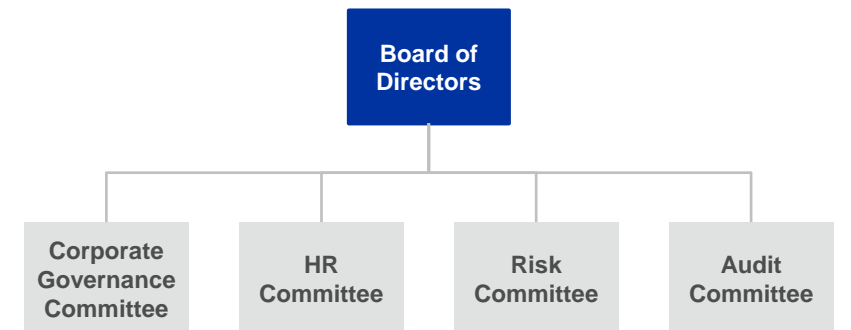 Board of
Directors
Corporate
Governance
Committee
HR
Committee
Risk
Committee
Audit
Committee